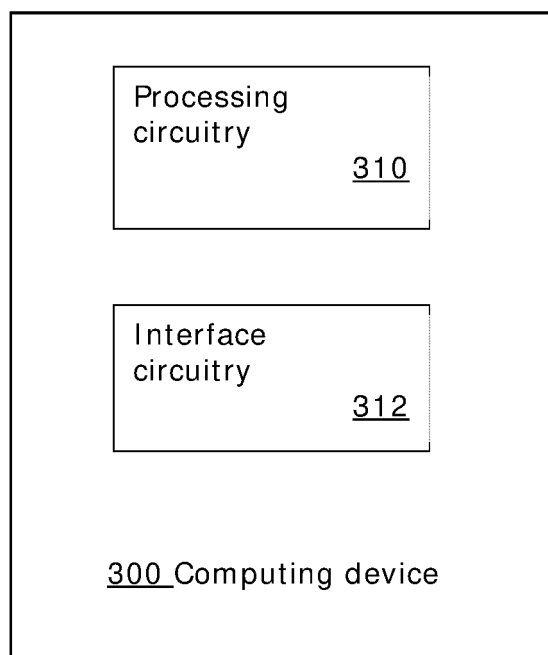 Processing
circuitry
310
Interface
circuitry
312
300 Computing device